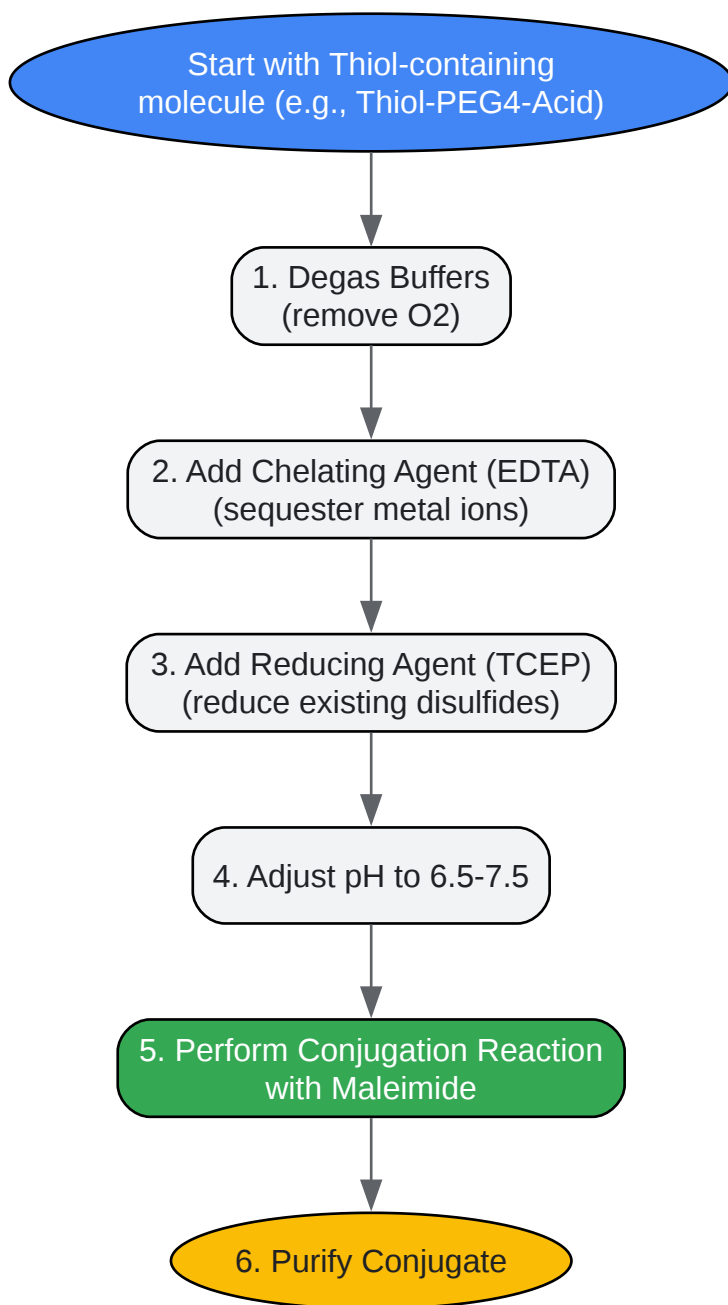 Start with Thiol-containing
molecule (e.g., Thiol-PEG4-Acid)
1. Degas Buffers
(remove O2)
2. Add Chelating Agent (EDTA)
(sequester metal ions)
3. Add Reducing Agent (TCEP)
(reduce existing disulfides)
4. Adjust pH to 6.5-7.5
5. Perform Conjugation Reaction
with Maleimide
6. Purify Conjugate